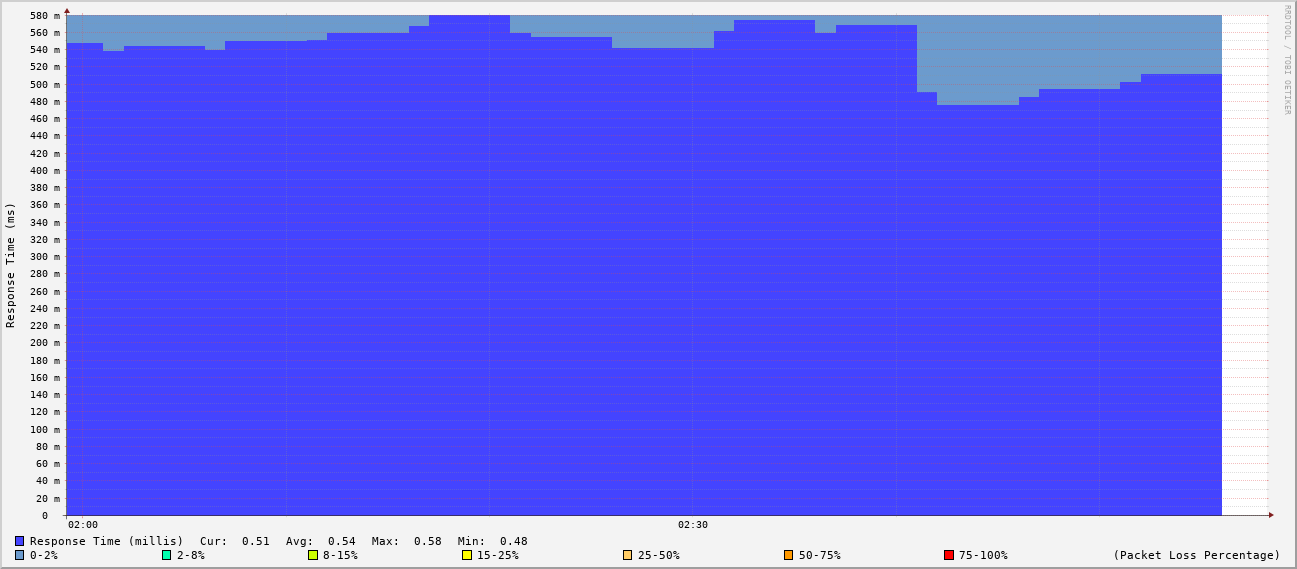 580 m
560 m
540 m
520 m
500 m
480 m
460 m
440 m
420 m
400 m
380 m
360 m
340 m
320 m
300 m
280 m
260 m
240 m
220 m
200 m
180 m
160 m
140 m
120 m
100 m
80 m
60 m
40 m
20 m
0
Response Time (ms)
RRDTOOL / TOBI OETIKER
02:00 02:30
Response Time (millis) Cur: 0.51 Avg: 0.54 Max: 0.58 Min: 0.48
0-2% 2-8% 8-15% 15-25% 25-50% 50-75% 75-100% (Packet Loss Percentage)